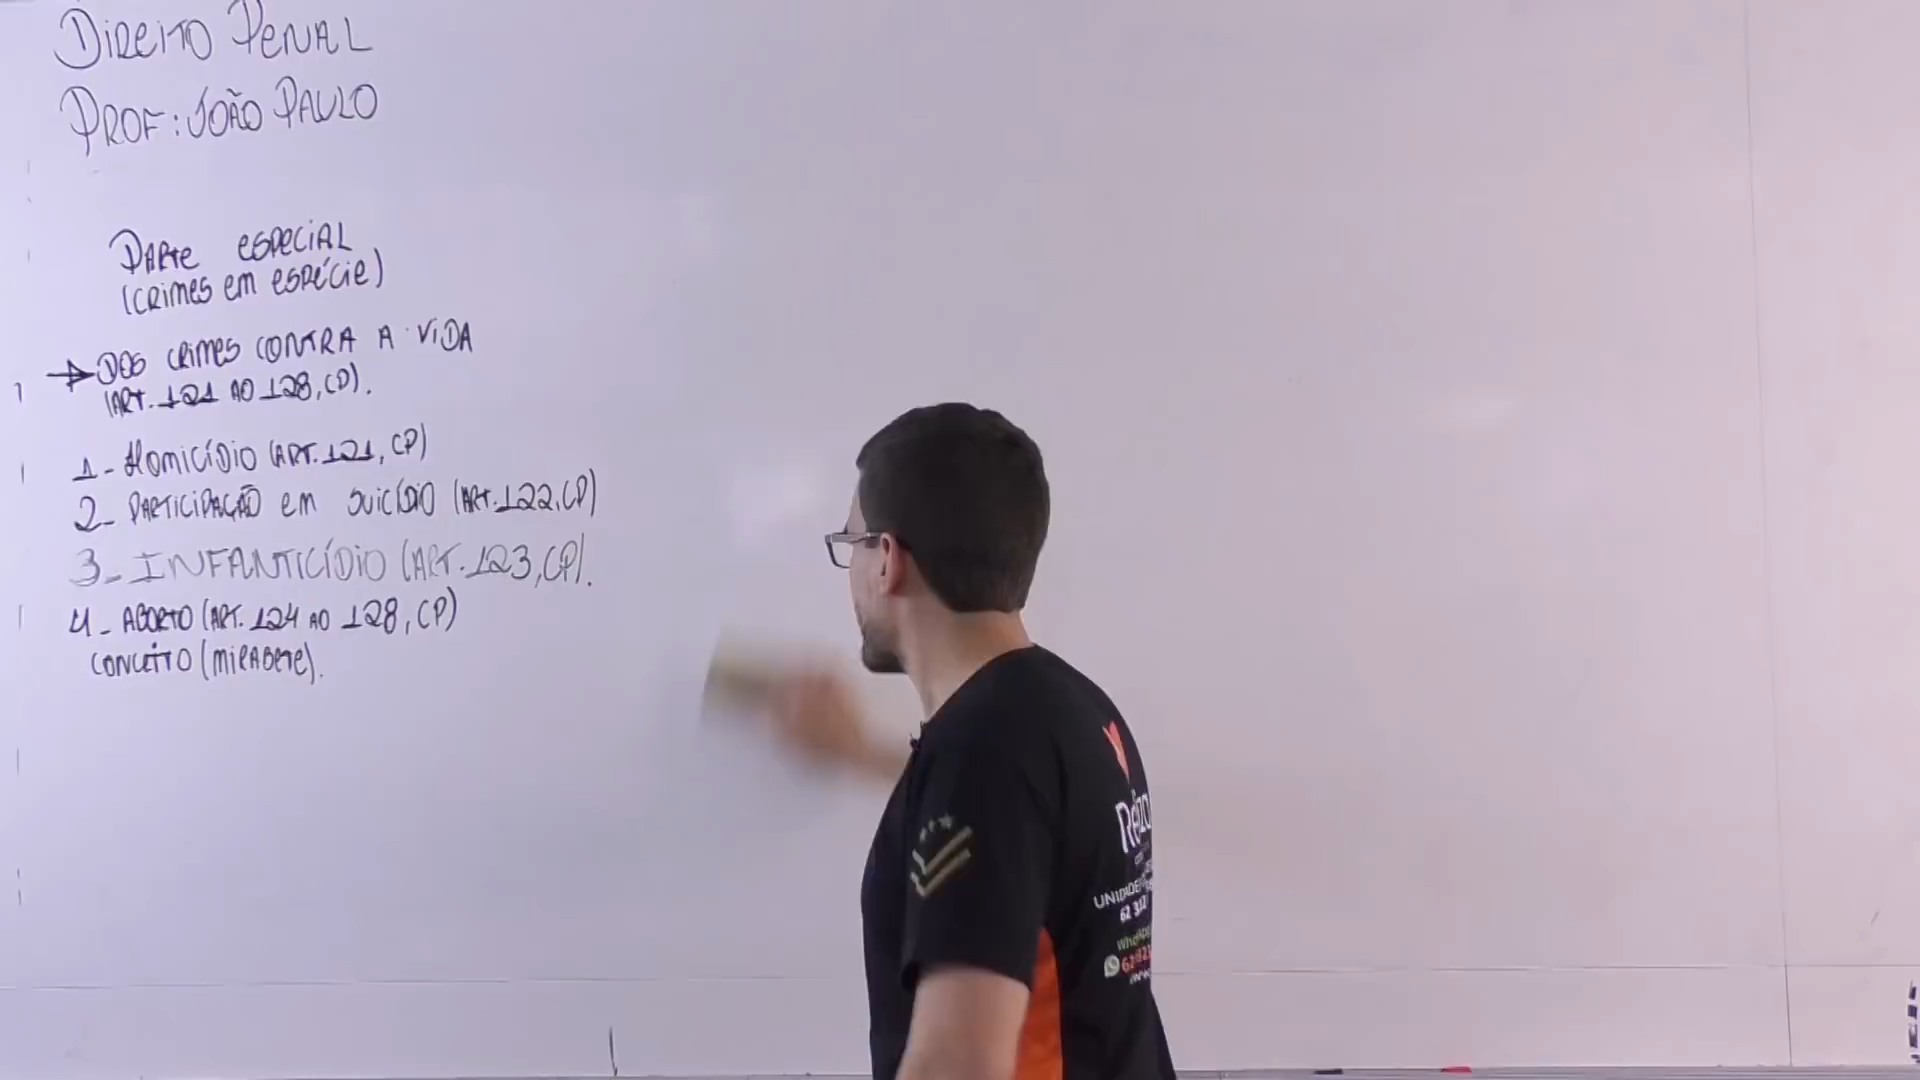 DIREITO PENAL
PROF: JOÃO PAULO
PARTE ESPECIAL
(CRIMES EM ESPÉCIE)
DOS CRIMES CONTRA A VIDA
(ART. 121 AO 128, CP).
1- HOMICÍDIO (ART. 121, CP)
2- PARTICIPAÇÃO EM SUICÍDIO (ART. 122, CP)
3- INFANTICÍDIO (ART. 123, CP).
4- ABORTO (ART. 124 AO 128, CP)
CONCEITO (MIRABETE).